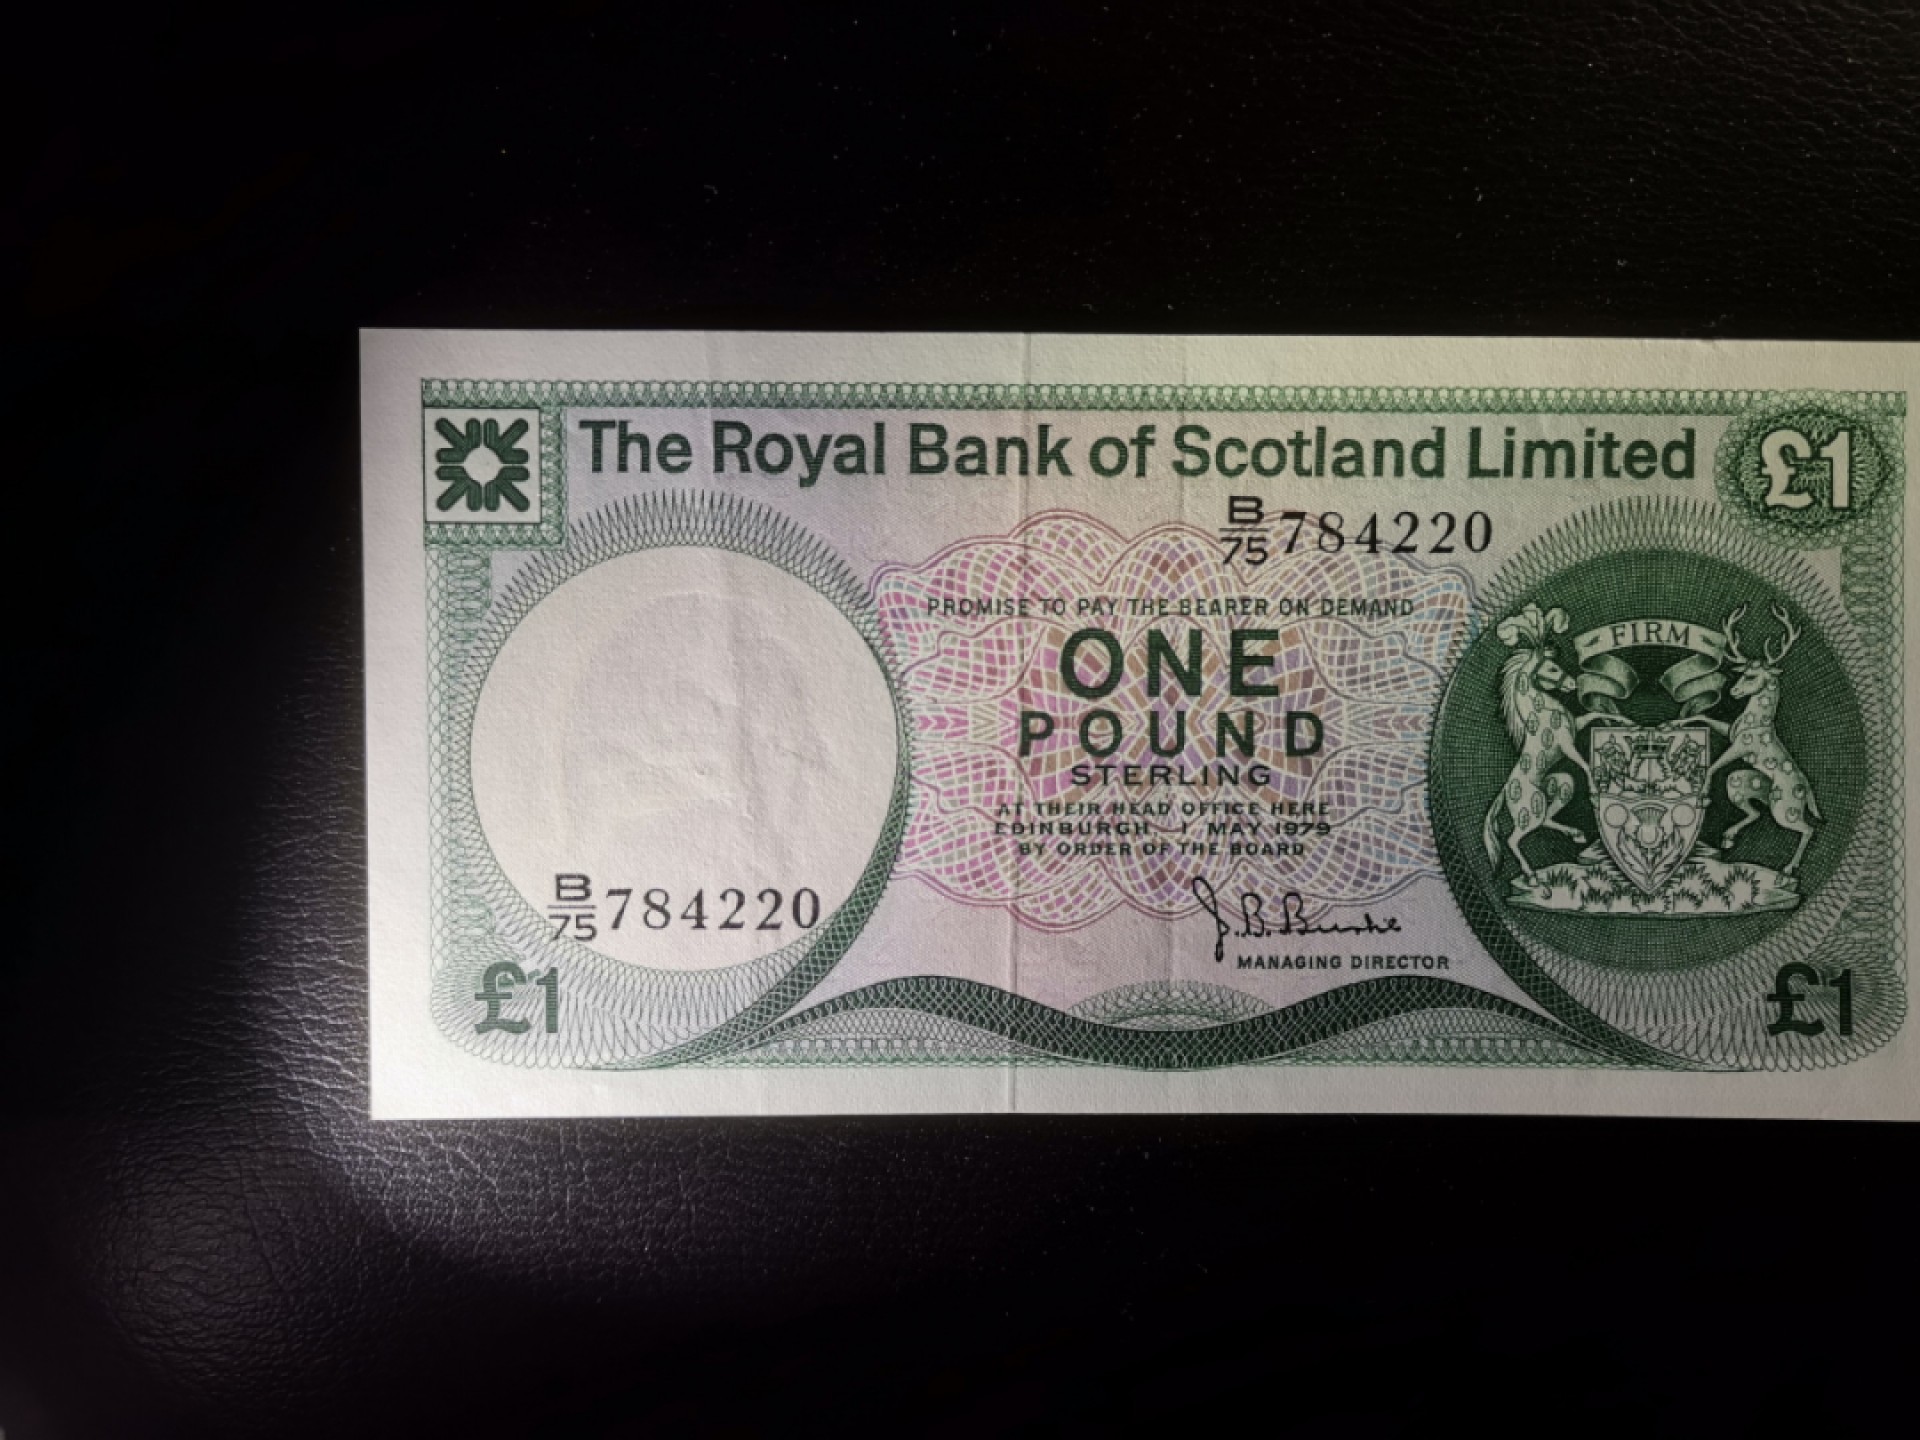 The Royal Bank of Scotland Limited
£1
B/75 784220
PROMISE TO PAY THE BEARER ON DEMAND
ONE
POUND
STERLING
AT THEIR HEAD OFFICE HERE
EDINBURGH, 1 MAY 1979
BY ORDER OF THE BOARD
FIRM
B/75 784220
J. B. Burke
MANAGING DIRECTOR
£1
£1